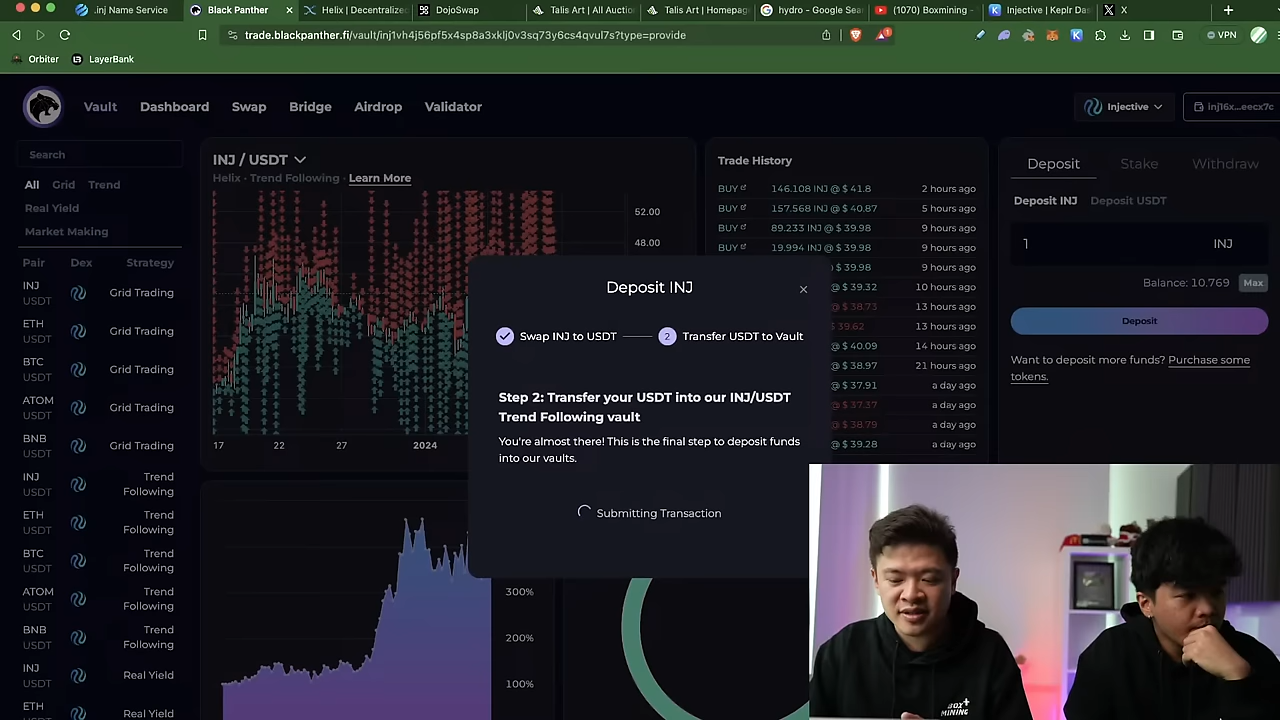 .inj Name Service
Black Panther
Helix | Decentralize
DojoSwap
Talis Art | All Auctio
Talis Art | Homepag
hydro - Google Sea
(1070) Boxmining -
Injective | Keplr Das
X
trade.blackpanther.fi/vault/inj1vh4j56pf5x4sp8a3xklj0v3sq73y6cs4qvul7s?type=provide
VPN
Orbiter
LayerBank
Vault
Dashboard
Swap
Bridge
Airdrop
Validator
Injective
inj16x...eecx7c
Search
All Grid Trend
Real Yield
Market Making
Pair Dex Strategy
INJ
USDT
Grid Trading
ETH
USDT
Grid Trading
BTC
USDT
Grid Trading
ATOM
USDT
Grid Trading
BNB
USDT
Grid Trading
INJ
USDT
Trend
Following
ETH
USDT
Trend
Following
BTC
USDT
Trend
Following
ATOM
USDT
Trend
Following
BNB
USDT
Trend
Following
INJ
USDT
Real Yield
ETH
Real Yield
INJ / USDT
Helix · Trend Following · Learn More
52.00
48.00
17 22 27 2024
300%
200%
100%
Trade History
BUY 146.108 INJ @ $ 41.8 2 hours ago
BUY 157.568 INJ @ $ 40.87 5 hours ago
BUY 89.233 INJ @ $ 39.98 9 hours ago
BUY 19.994 INJ @ $ 39.98 9 hours ago
@ $ 39.98 9 hours ago
@ $ 39.32 10 hours ago
@ $ 38.73 13 hours ago
$ 39.62 13 hours ago
@ $ 40.09 14 hours ago
@ $ 38.97 21 hours ago
@ $ 37.91 a day ago
@ $ 37.37 a day ago
@ $ 38.79 a day ago
@ $ 39.28 a day ago
Deposit INJ
Swap INJ to USDT
2 Transfer USDT to Vault
Step 2: Transfer your USDT into our INJ/USDT
Trend Following vault
You're almost there! This is the final step to deposit funds
into our vaults.
Submitting Transaction
Deposit Stake Withdraw
Deposit INJ Deposit USDT
1 INJ
Balance: 10.769 Max
Deposit
Want to deposit more funds? Purchase some
tokens.
BOX
MINING